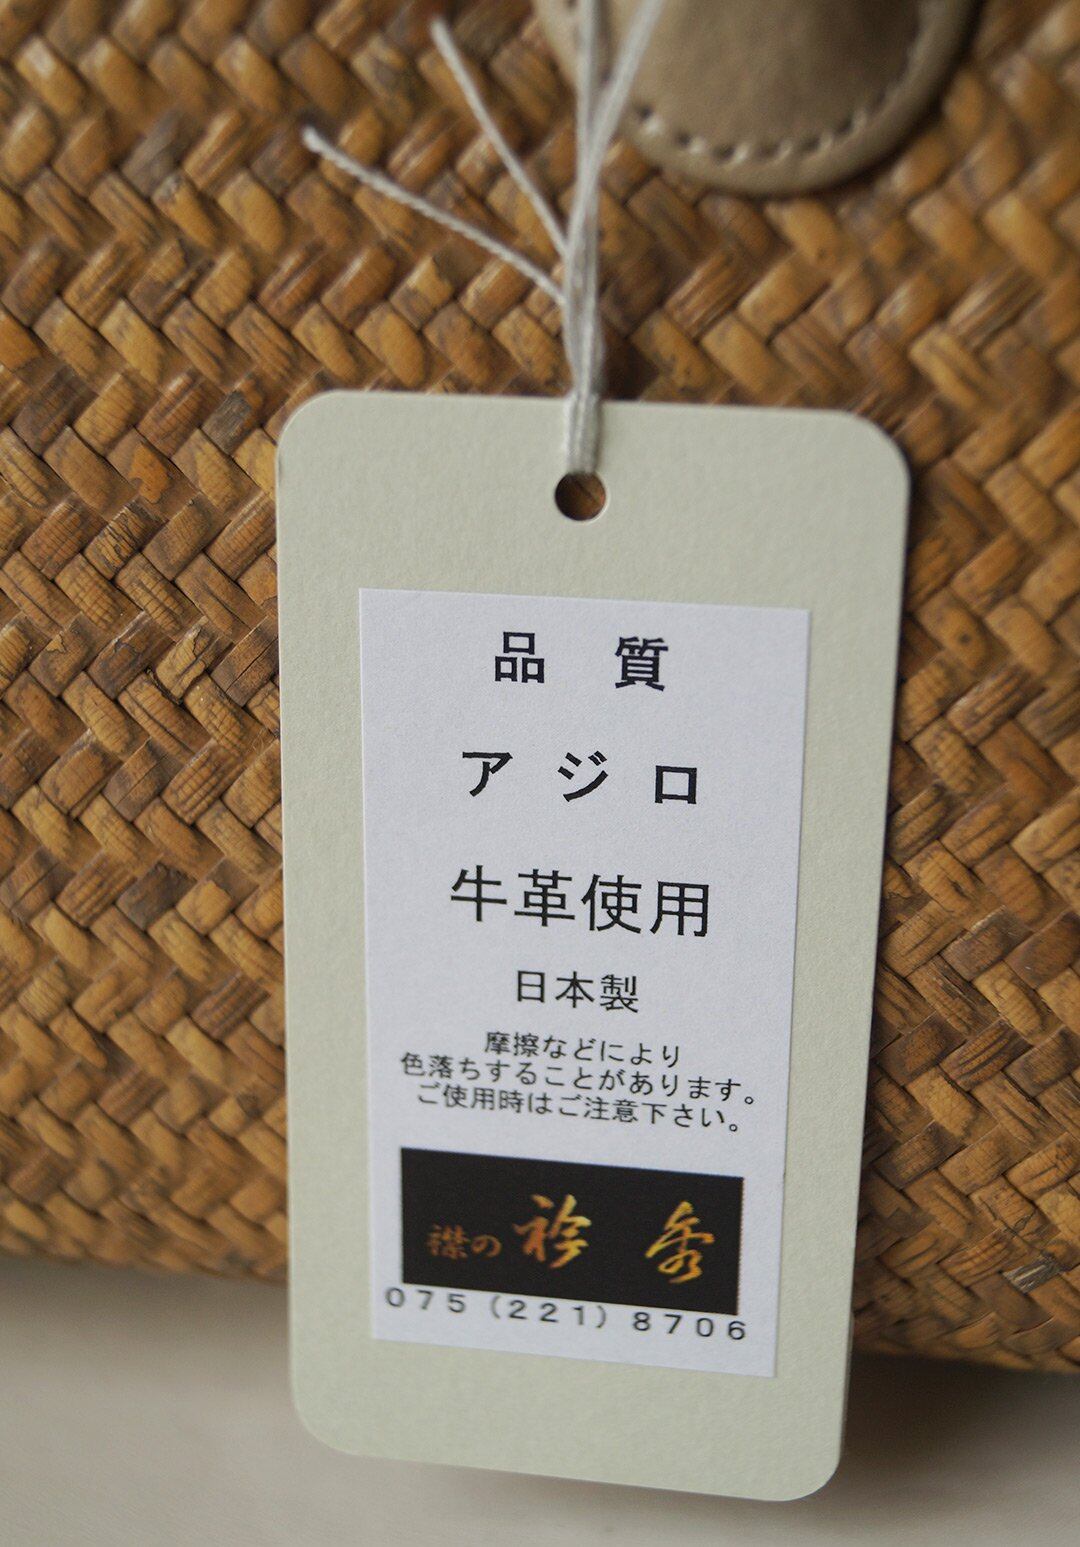 品 質
アジロ
牛革使用
日本製
摩擦などにより
色落ちすることがあります。
ご使用時はご注意下さい。
襟の 衿 秀
075(221)8706